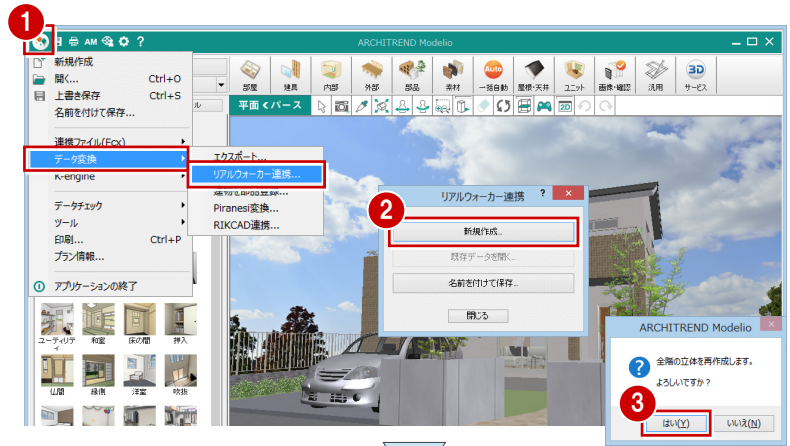 1
AM
?
ARCHITREND Modelio
新規作成
開く... Ctrl+O
上書き保存 Ctrl+S
名前を付けて保存...
連携ファイル(Fcx)
データ変換
K-engine
データチェック
ツール
印刷... Ctrl+P
プラン情報...
アプリケーションの終了
エクスポート...
リアルウォーカー連携...
建物を部品登録...
Piranesi変換...
RIKCAD連携...
部屋
建具
内部
外部
部品
素材
Auto
一括自動
屋根・天井
ユニット
画像・確認
汎用
3D
サービス
ル
平面
パース
2D
2
リアルウォーカー連携
?
新規作成...
既存データを開く...
名前を付けて保存...
閉じる
ユーティリティ
和室
床の間
押入
仏間
縁側
洋室
吹抜
ARCHITREND Modelio
全階の立体を再作成します。
よろしいですか？
3
はい(Y)
いいえ(N)